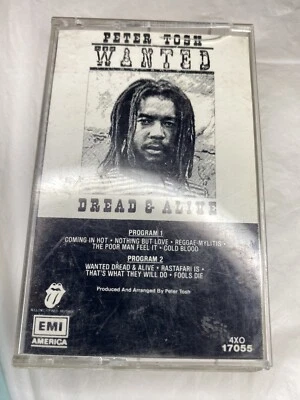 PETER TOSH
WANTED
DREAD & ALIVE
PROGRAM 1
COMING IN HOT • NOTHING BUT LOVE • REGGAE-MYLITIS •
THE POOR MAN FEEL IT • COLD BLOOD
PROGRAM 2
WANTED DREAD & ALIVE • RASTAFARI IS •
THAT'S WHAT THEY WILL DO • FOOLS DIE
Produced and Arranged By Peter Tosh
EMI
AMERICA
4XO
17055